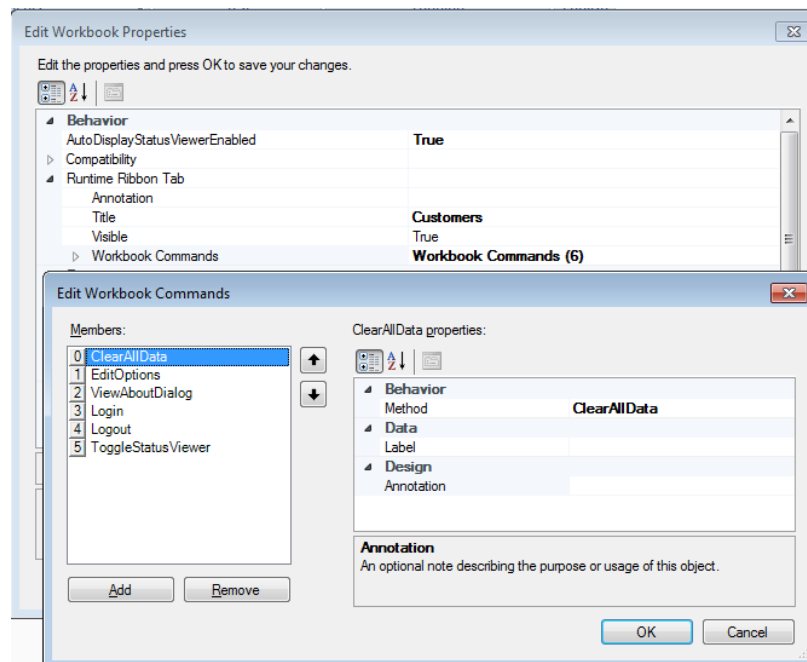 Edit Workbook Properties
Edit the properties and press OK to save your changes.
Behavior
AutoDisplayStatusViewerEnabled True
Compatibility
Runtime Ribbon Tab
Annotation
Title Customers
Visible True
Workbook Commands Workbook Commands (6)
Edit Workbook Commands
Members:
0 ClearAllData
1 EditOptions
2 ViewAboutDialog
3 Login
4 Logout
5 ToggleStatusViewer
Add Remove
ClearAllData properties:
Behavior
Method ClearAllData
Data
Label
Design
Annotation
Annotation
An optional note describing the purpose or usage of this object.
OK Cancel